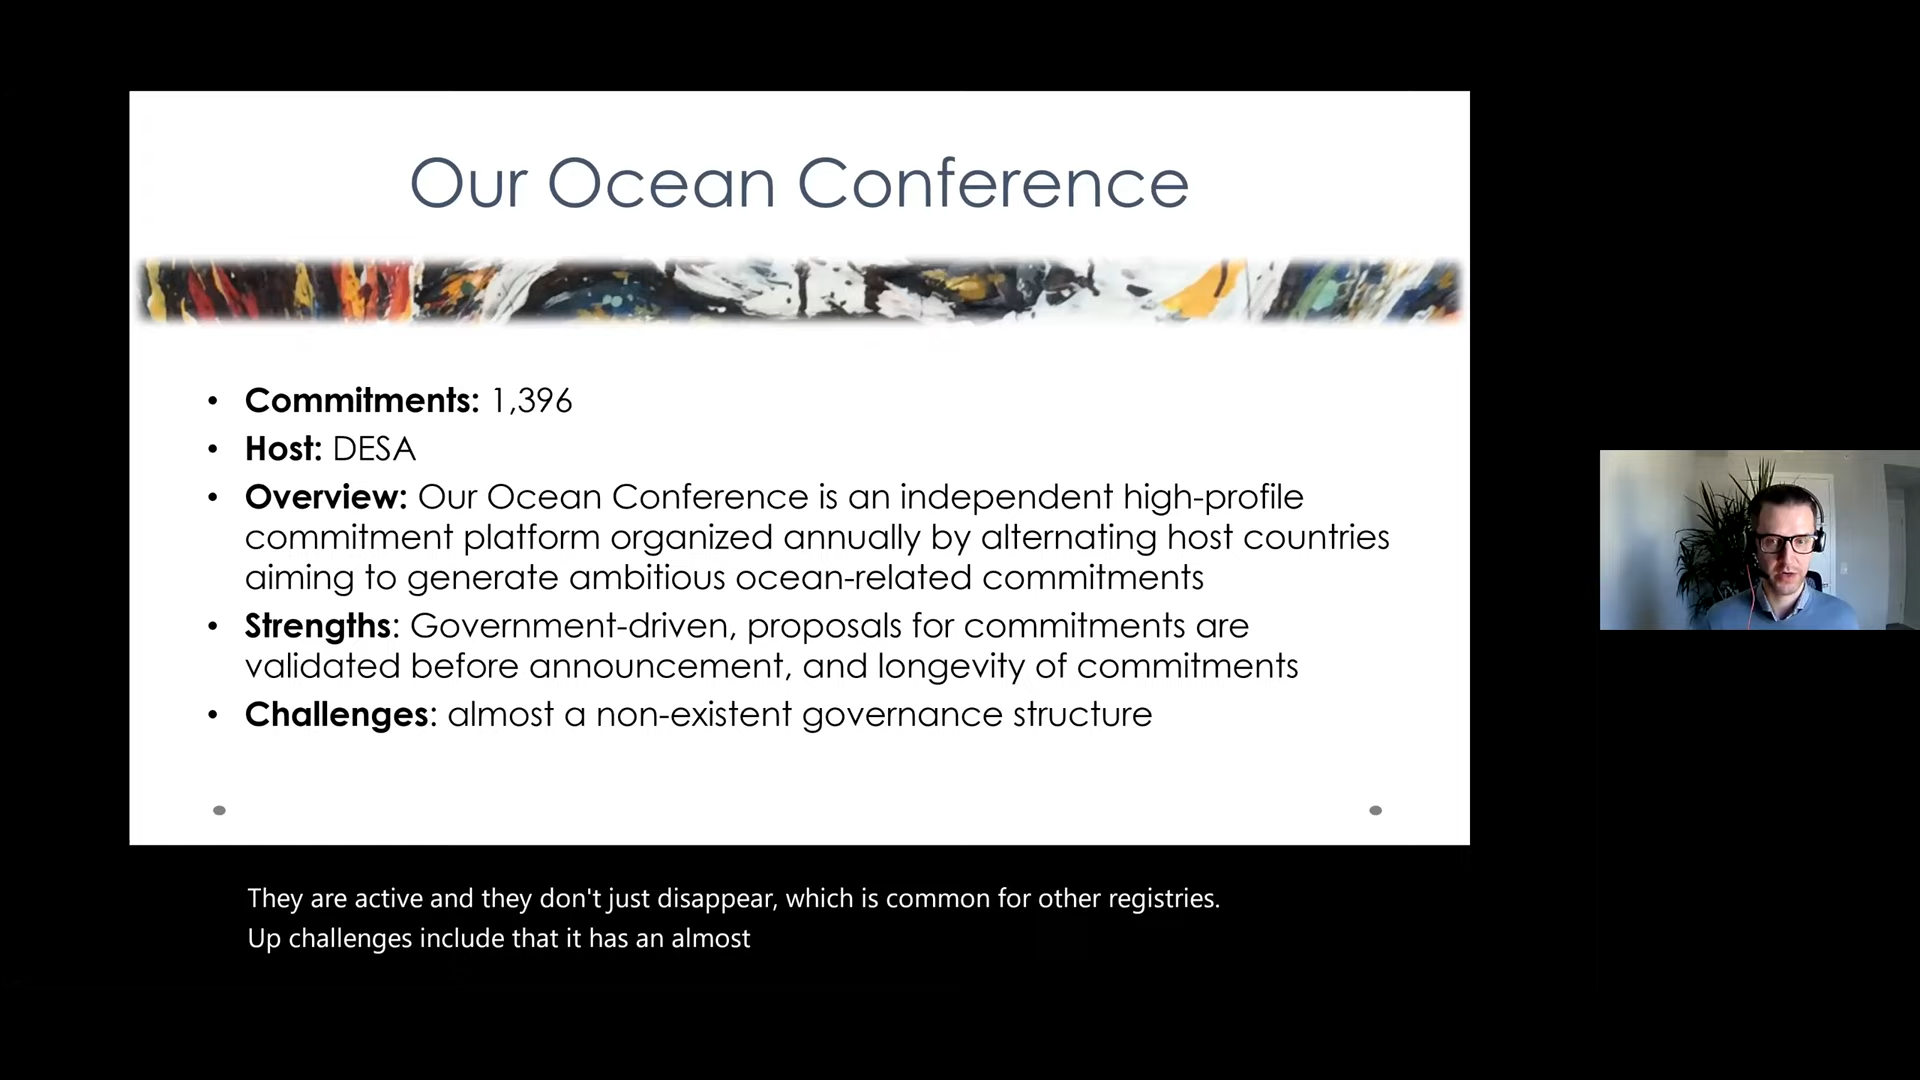 Our Ocean Conference
• Commitments: 1,396
• Host: DESA
• Overview: Our Ocean Conference is an independent high-profile
commitment platform organized annually by alternating host countries
aiming to generate ambitious ocean-related commitments
• Strengths: Government-driven, proposals for commitments are
validated before announcement, and longevity of commitments
• Challenges: almost a non-existent governance structure
They are active and they don't just disappear, which is common for other registries.
Up challenges include that it has an almost